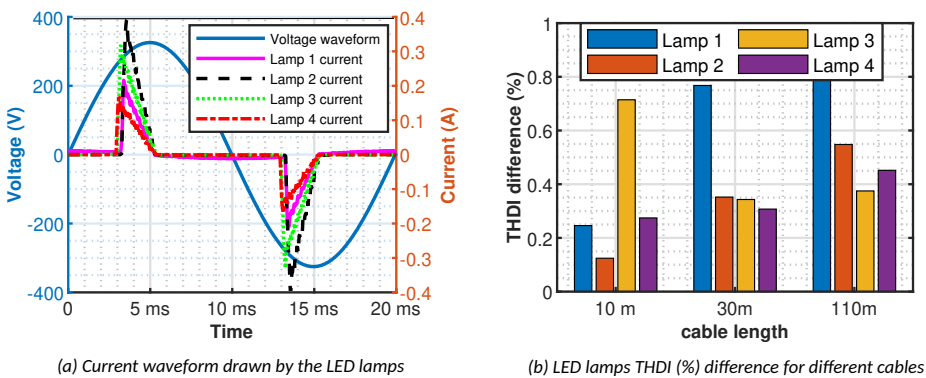 400
200
0
-200
-400
Voltage (V)
0.4
0.3
0.2
0.1
0
-0.1
-0.2
-0.3
-0.4
Current (A)
Voltage waveform
Lamp 1 current
Lamp 2 current
Lamp 3 current
Lamp 4 current
0 5 ms 10 ms 15 ms 20 ms
Time
(a) Current waveform drawn by the LED lamps
1
0.8
0.6
0.4
0.2
0
THDI difference (%)
Lamp 1 Lamp 3
Lamp 2 Lamp 4
10 m 30m 110m
cable length
(b) LED lamps THDI (%) difference for different cables